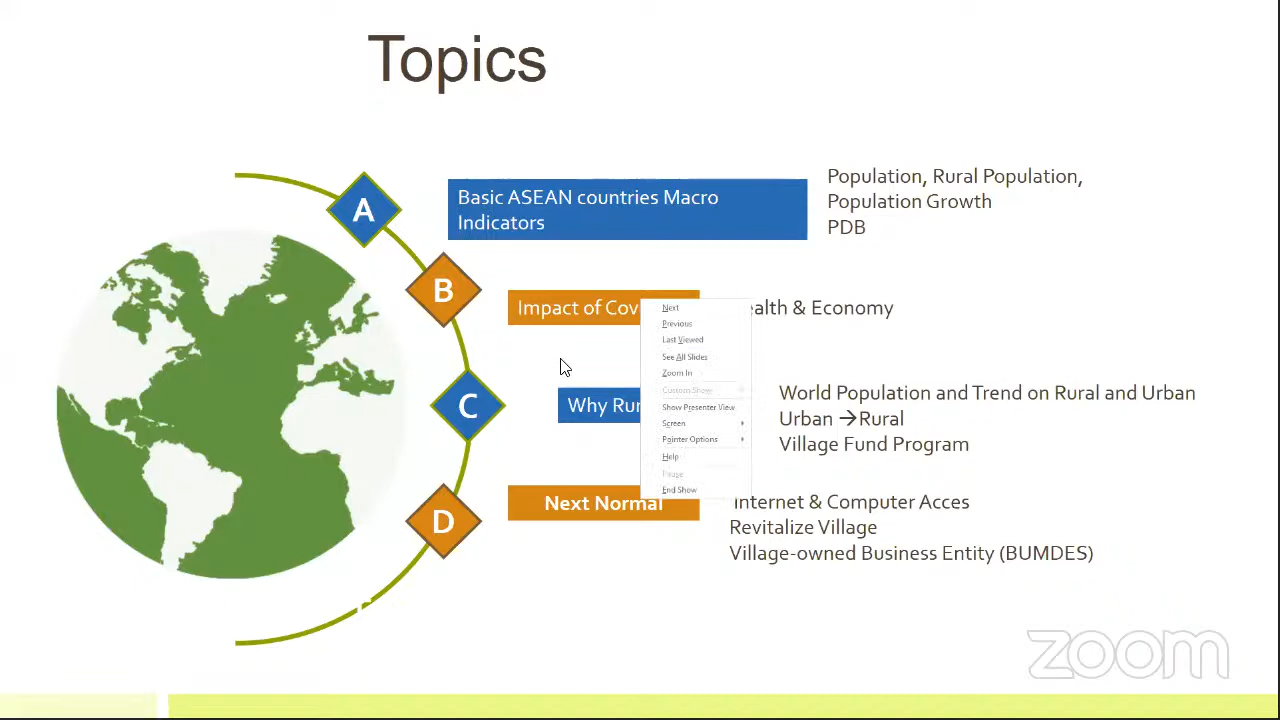 Topics
A
Basic ASEAN countries Macro
Indicators
Population, Rural Population,
Population Growth
PDB
B
Impact of Cov
ealth & Economy
Next
Previous
Last Viewed
See All Slides
Zoom In
Custom Show
Show Presenter View
Screen
Pointer Options
Help
Pause
End Show
C
Why Rur
World Population and Trend on Rural and Urban
Urban →Rural
Village Fund Program
D
Next Normal
Internet & Computer Acces
Revitalize Village
Village-owned Business Entity (BUMDES)
zoom